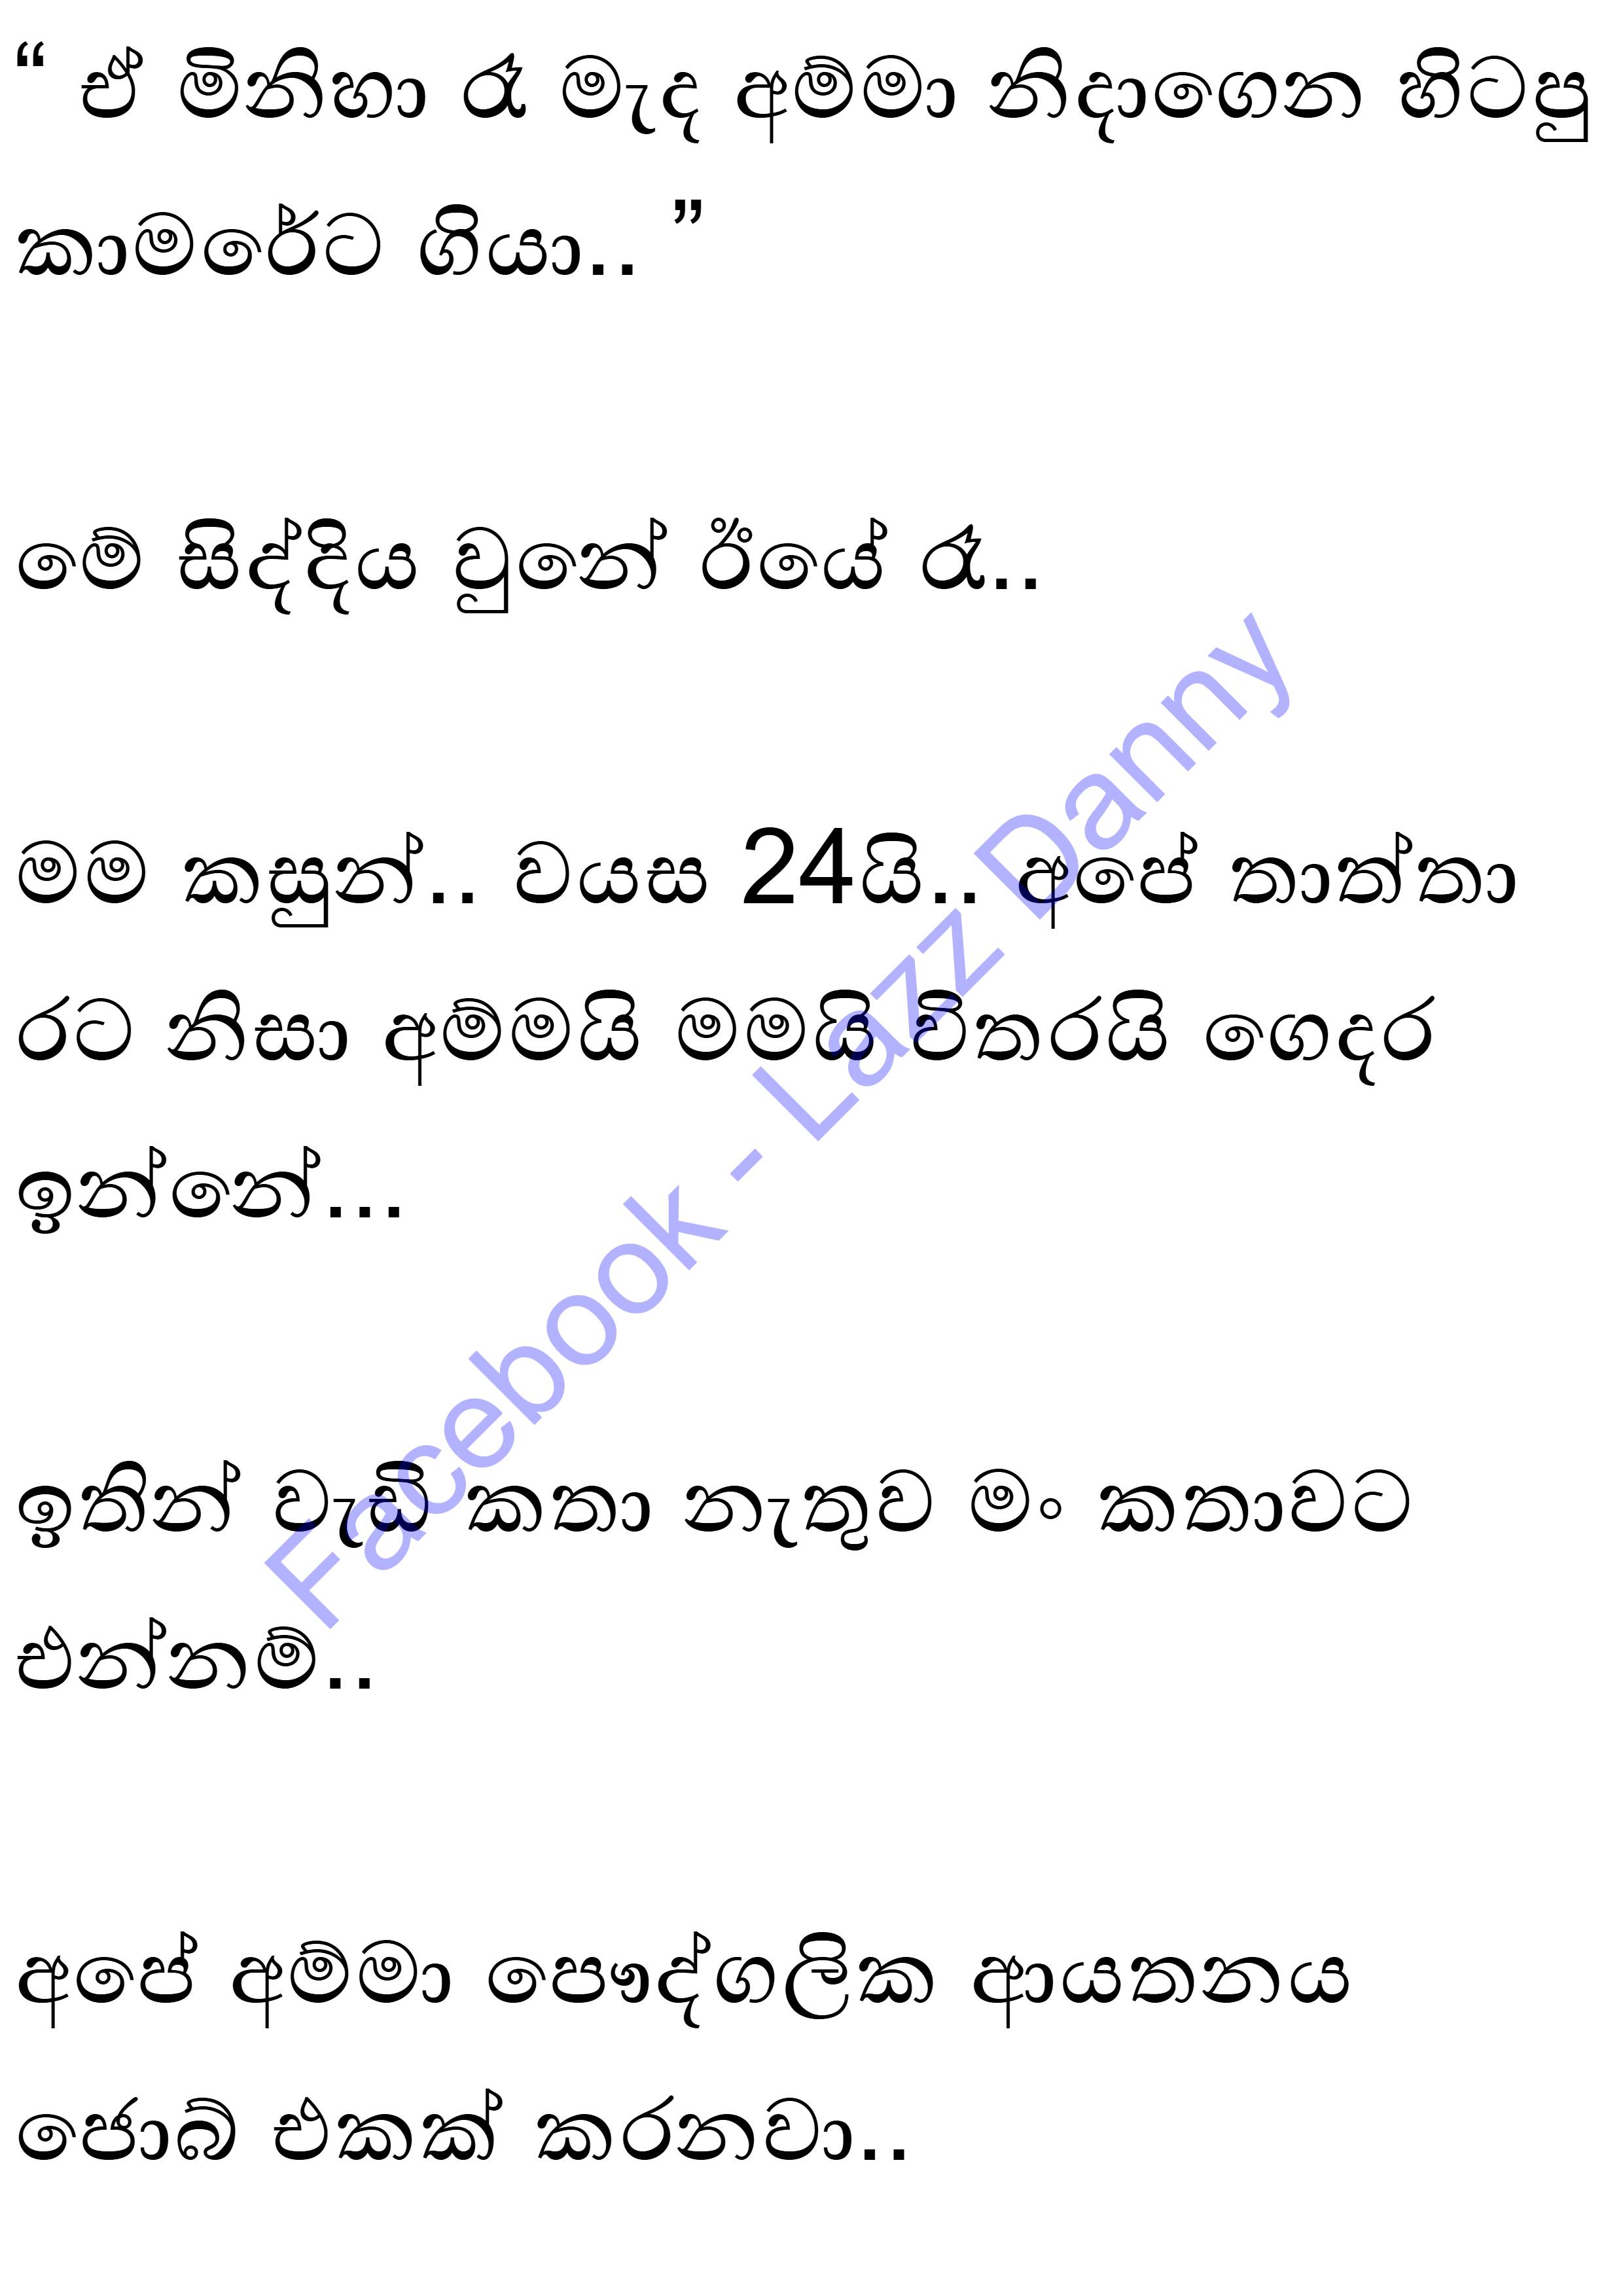 “ ඒ මිනිහා රෑ මැද අම්මා නිදාගෙන හිටපු
කාමරේට ගියා.. ”
මේ සිද්දිය වුනේ ඊයේ රෑ..
මම කසුන්.. වයස 24යි.. අපේ තාත්තා
රට නිසා අම්මයි මමයි විතරයි ගෙදර
ඉන්නේ...
ඉතින් වැඩි කතා නැතුව මං කතාවට
එන්නම්..
අපේ අම්මා පෞද්ගලික ආයතනය
ජොබ් එකක් කරනවා..
Facebook - Lazz Danny